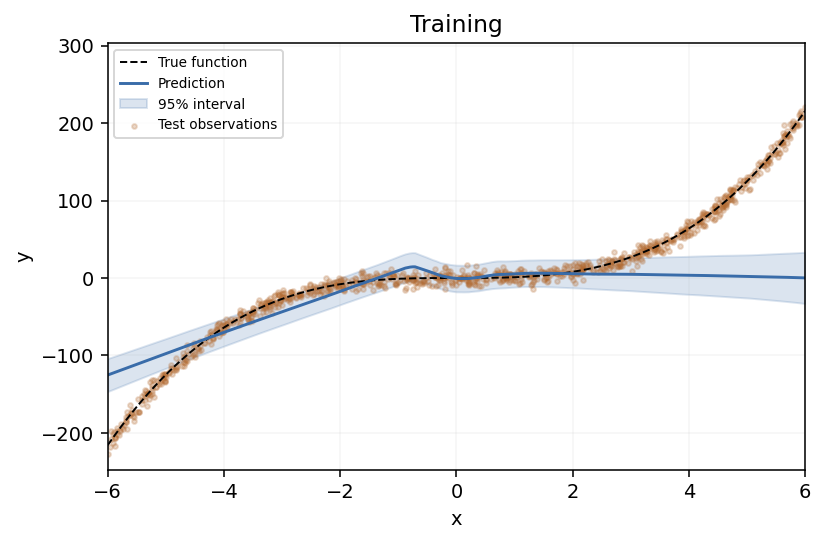 Training
True function
Prediction
95% interval
Test observations
300
200
100
0
−100
−200
y
−6
−4
−2
0
2
4
6
x